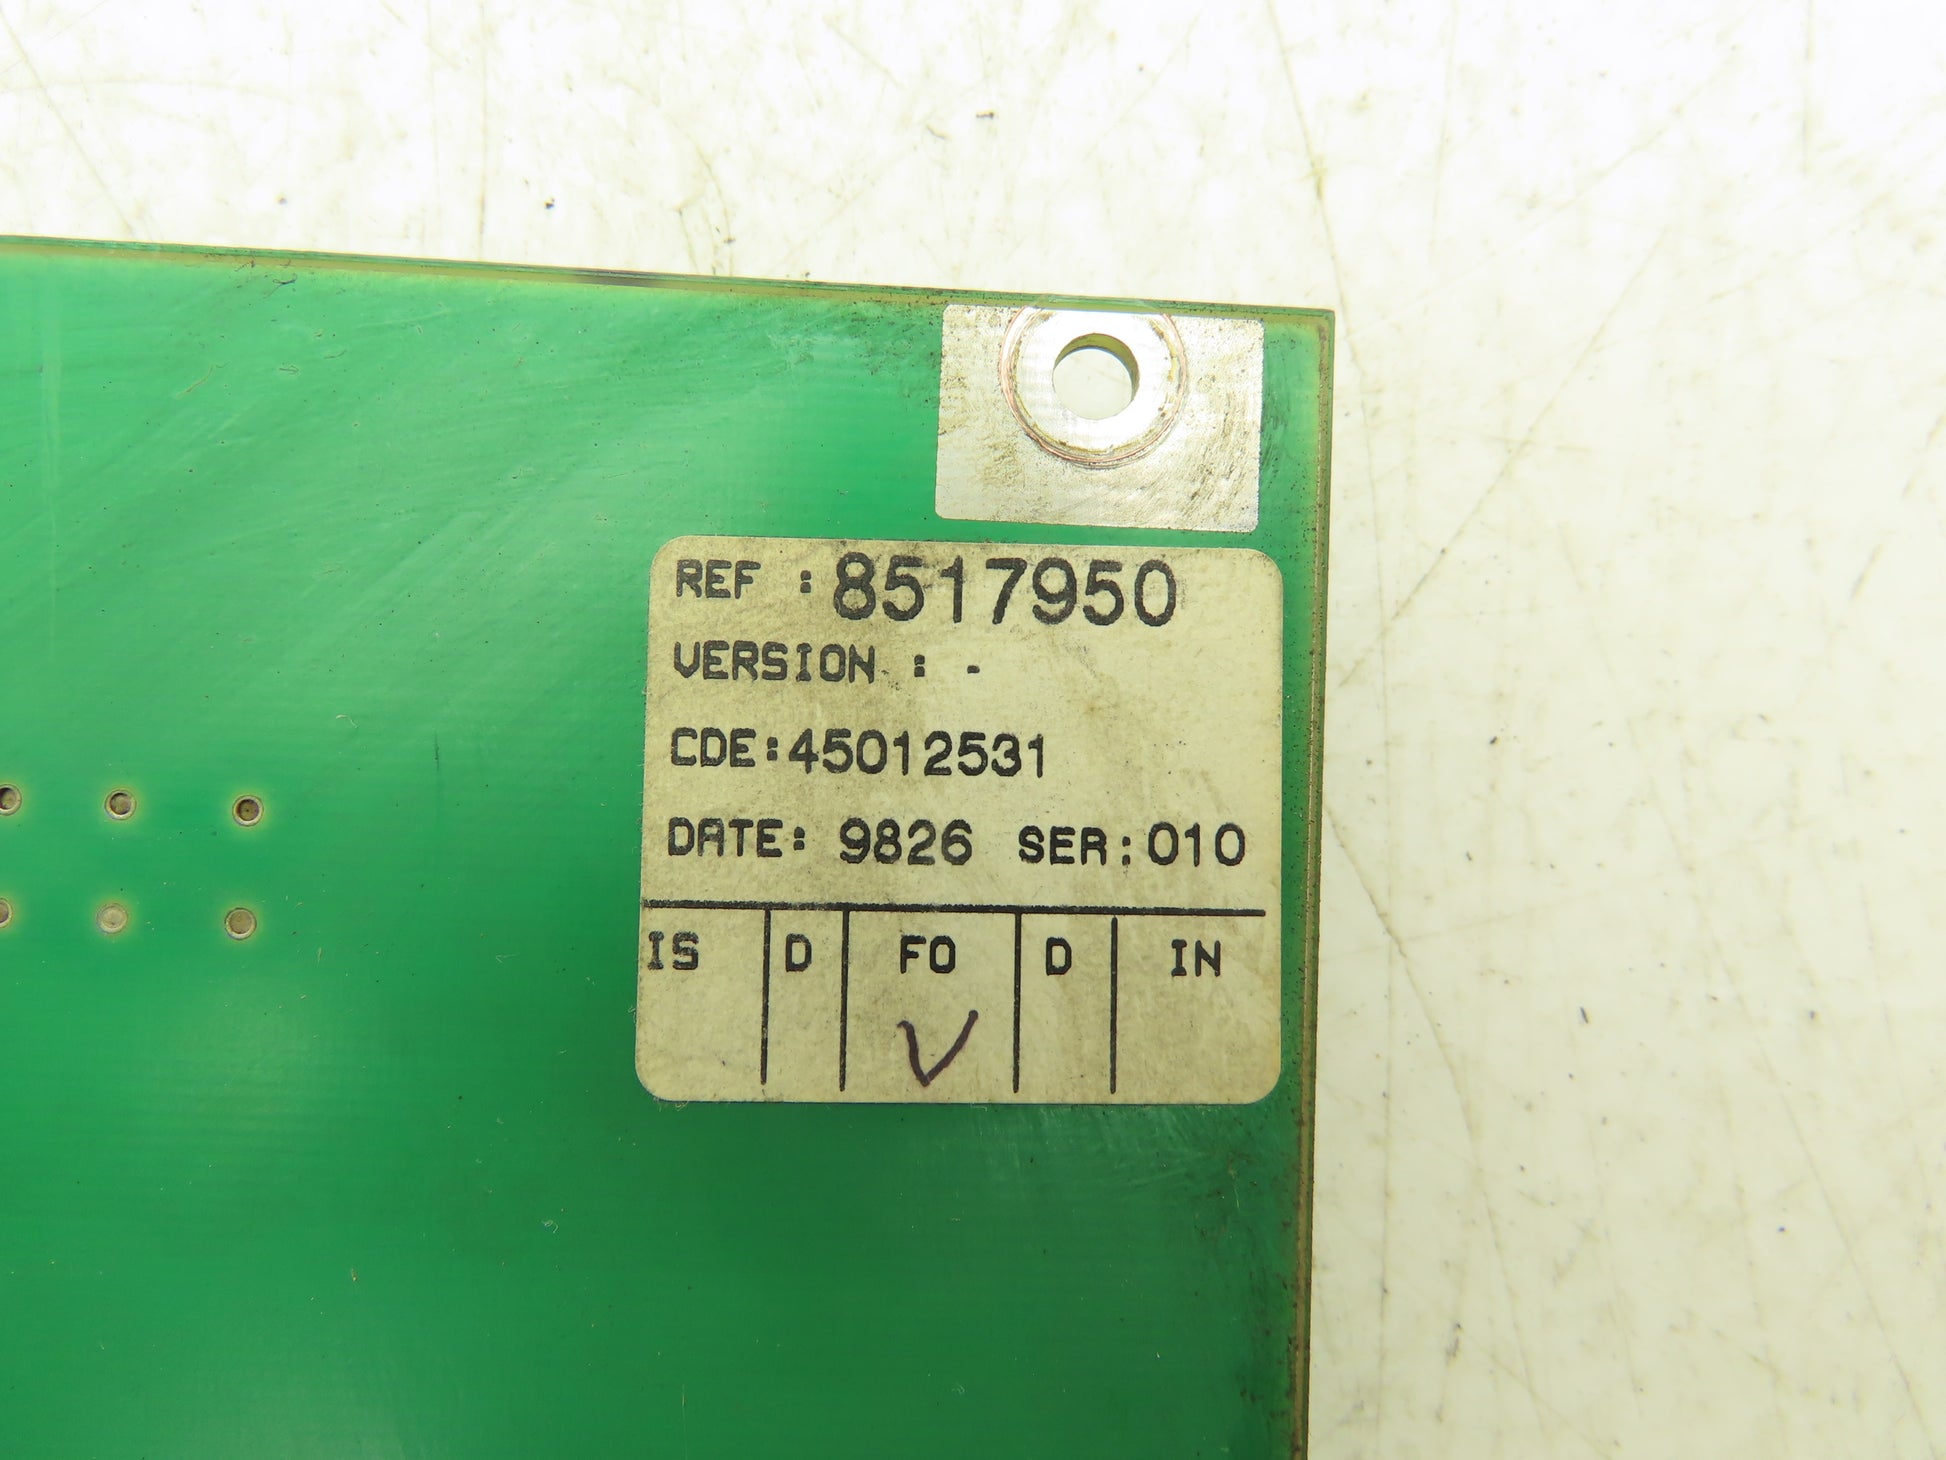 REF : 8517950
VERSION : -
CDE:45012531
DATE: 9826 SER:010
IS D FO D IN